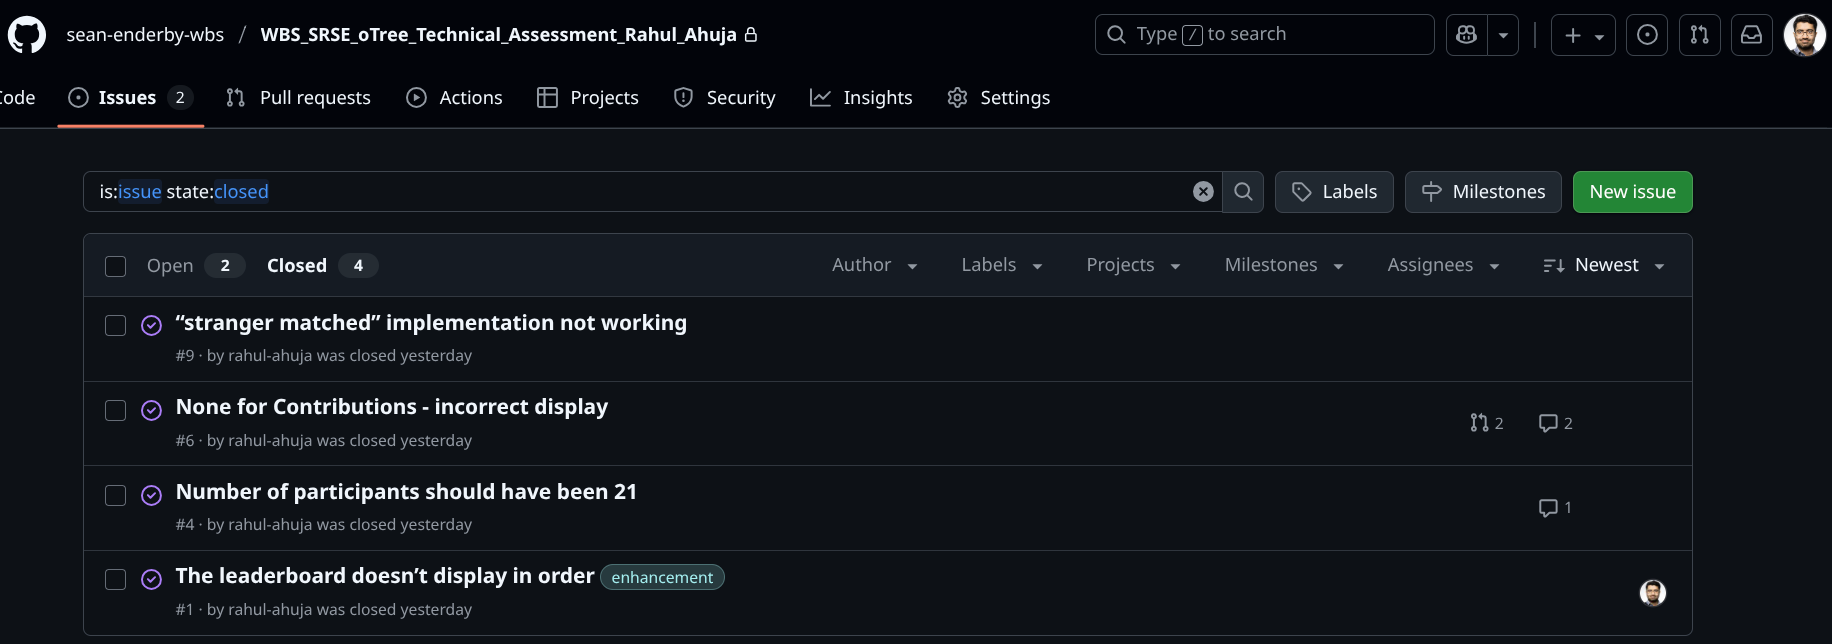 sean-enderby-wbs / WBS_SRSE_oTree_Technical_Assessment_Rahul_Ahuja
Type / to search
Code Issues 2 Pull requests Actions Projects Security Insights Settings
is:issue state:closed
Labels Milestones New issue
Open 2 Closed 4 Author Labels Projects Milestones Assignees Newest
“stranger matched” implementation not working
#9 · by rahul-ahuja was closed yesterday
None for Contributions - incorrect display
2 2
#6 · by rahul-ahuja was closed yesterday
Number of participants should have been 21
1
#4 · by rahul-ahuja was closed yesterday
The leaderboard doesn’t display in order enhancement
#1 · by rahul-ahuja was closed yesterday